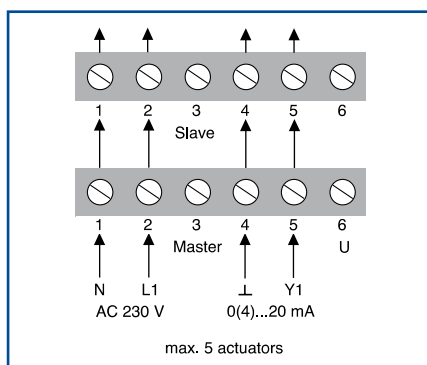 1 2 3 4 5 6
Slave
1 2 3 4 5 6
Master U
N L1 ⊥ Y1
AC 230 V 0(4)...20 mA
max. 5 actuators